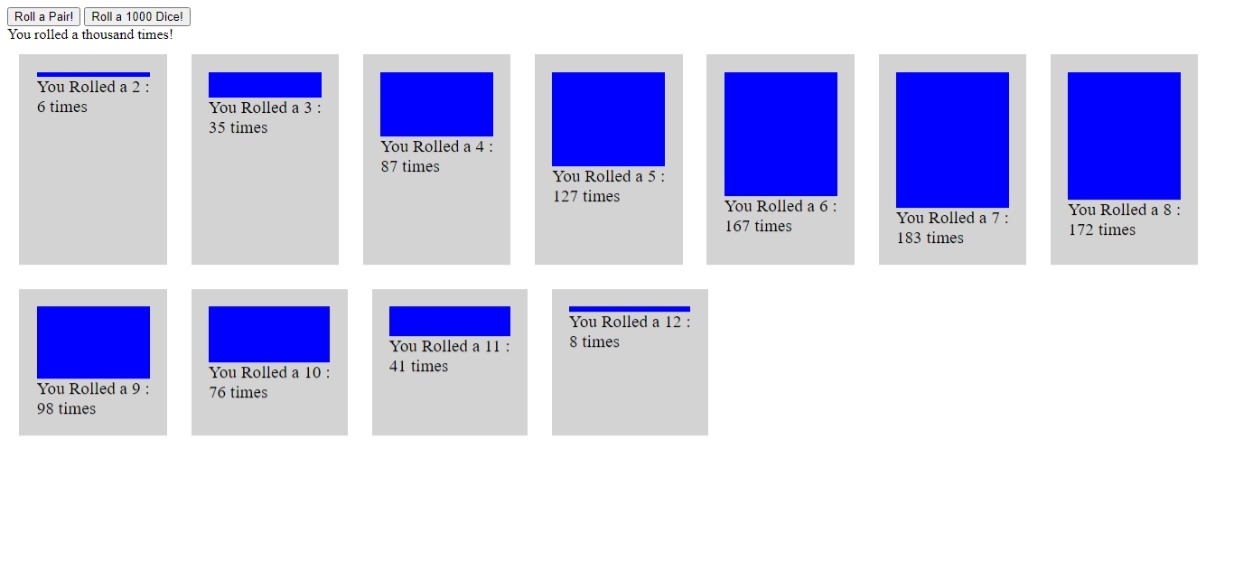 Roll a Pair! Roll a 1000 Dice!
You rolled a thousand times!
You Rolled a 2 :
6 times
You Rolled a 3 :
35 times
You Rolled a 4 :
87 times
You Rolled a 5 :
127 times
You Rolled a 6 :
167 times
You Rolled a 7 :
183 times
You Rolled a 8 :
172 times
You Rolled a 9 :
98 times
You Rolled a 10 :
76 times
You Rolled a 11 :
41 times
You Rolled a 12 :
8 times